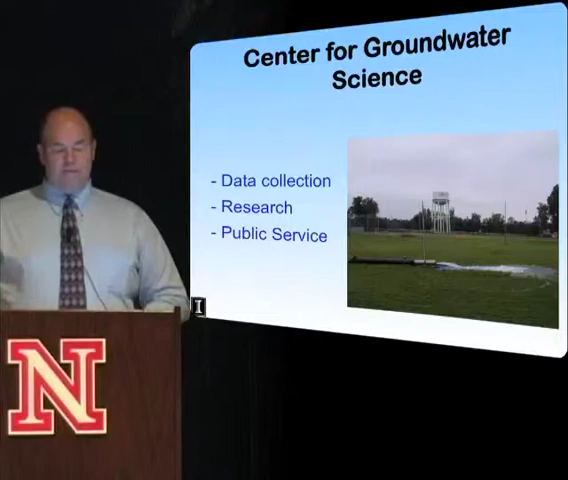 Center for Groundwater
Science
- Data collection
- Research
- Public Service
N